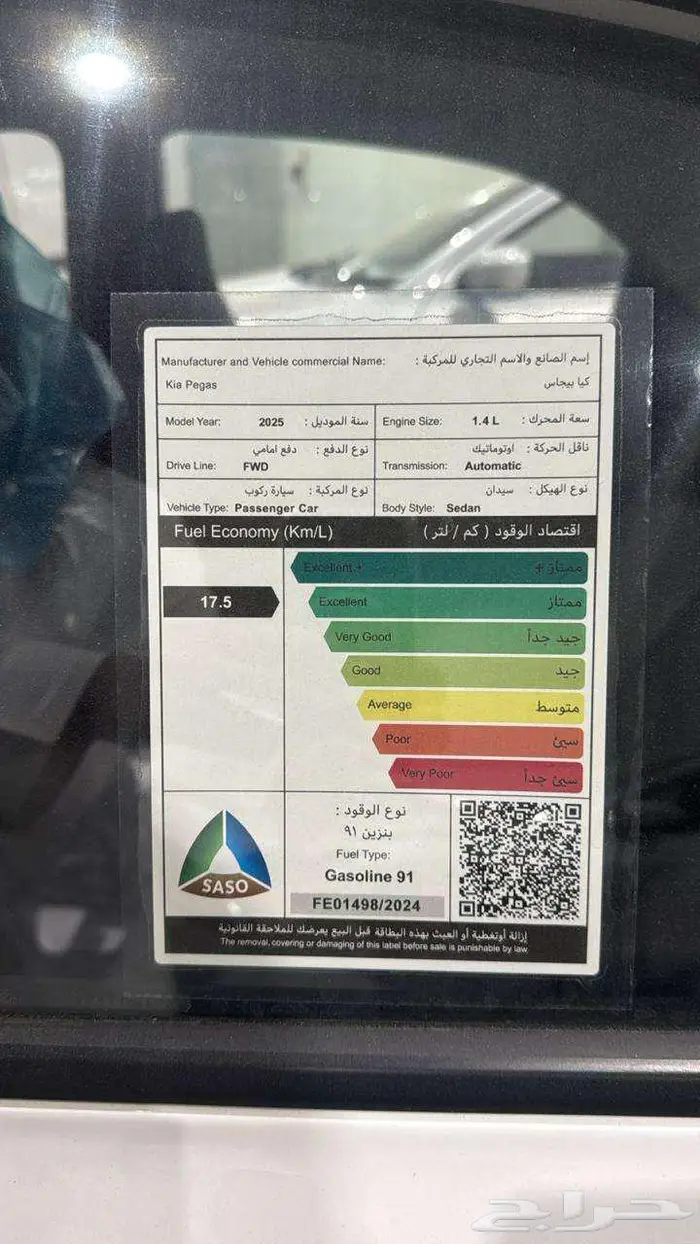 Manufacturer and Vehicle commercial Name: إسم الصانع والاسم التجاري للمركبة :
Kia Pegas كيا بيجاس
Model Year: 2025 سنة الموديل :
Engine Size: 1.4 L سعة المحرك :
نوع الدفع : دفع امامي
Drive Line: FWD
ناقل الحركة : اوتوماتيك
Transmission: Automatic
نوع المركبة : سيارة ركوب
Vehicle Type: Passenger Car
نوع الهيكل : سيدان
Body Style: Sedan
Fuel Economy (Km/L) اقتصاد الوقود ( كم / لتر )
Excellent + ممتاز +
17.5
Excellent ممتاز
Very Good جيد جداً
Good جيد
Average متوسط
Poor سيئ
Very Poor سيئ جداً
SASO
نوع الوقود :
بنزين ٩١
Fuel Type:
Gasoline 91
FE01498/2024
إزالة أوتغطية أو العبث بهذه البطاقة قبل البيع يعرضك للملاحقة القانونية
The removal, covering or damaging of this label before sale is punishable by law
حراج